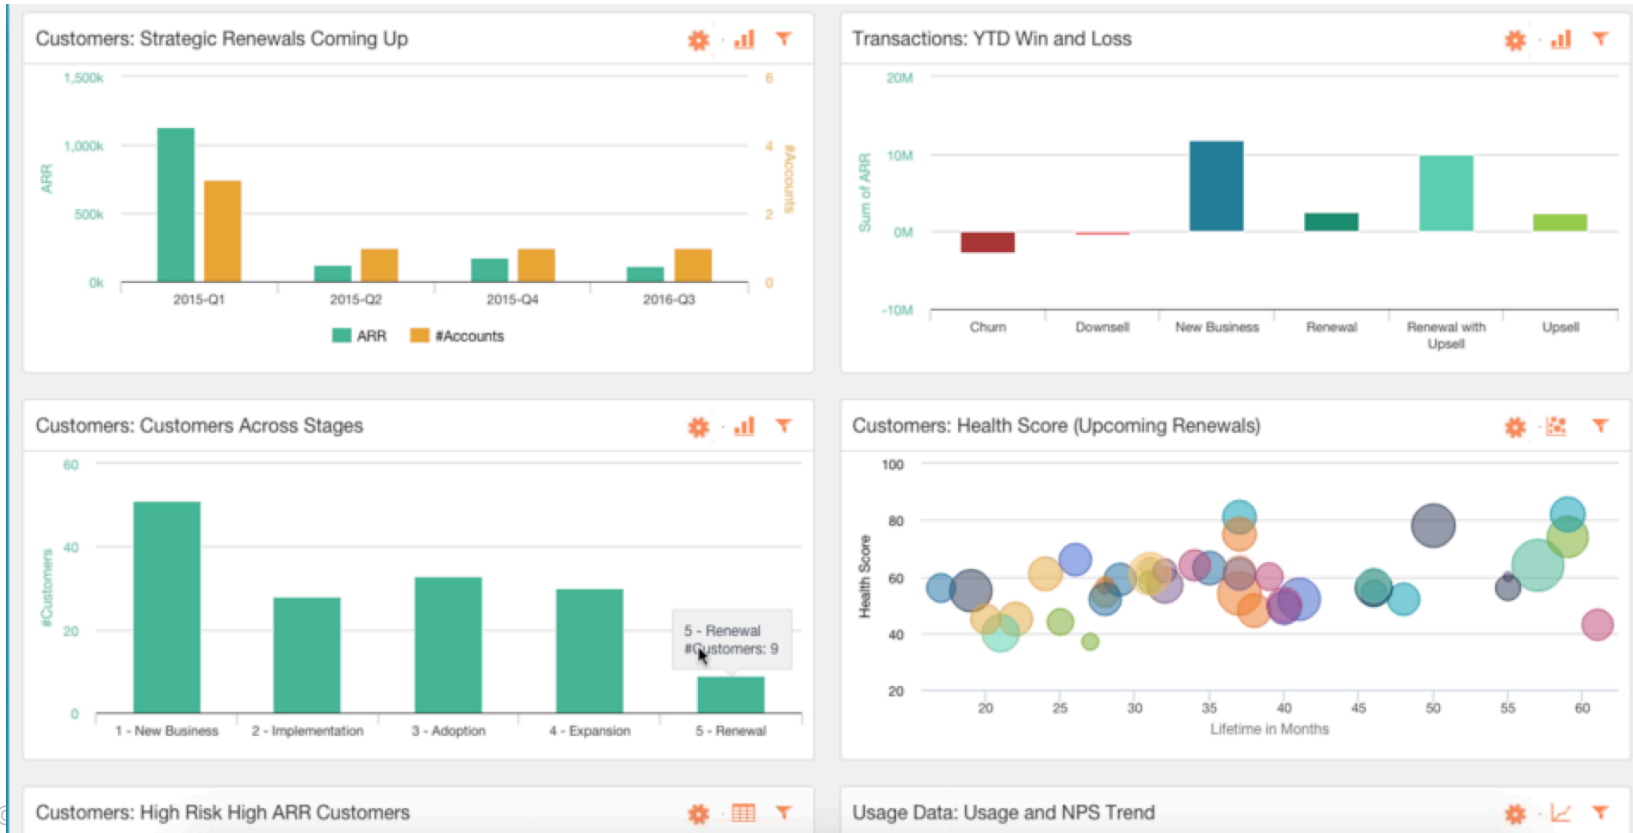 Customers: Strategic Renewals Coming Up
1,500k
6
1,000k
4
ARR
#Accounts
500k
2
0k
0
2015-Q1
2015-Q2
2015-Q4
2016-Q3
ARR
#Accounts
Transactions: YTD Win and Loss
20M
10M
Sum of ARR
0M
-10M
Churn
Downsell
New Business
Renewal
Renewal with
Upsell
Upsell
Customers: Customers Across Stages
60
40
#Customers
20
0
5 - Renewal
#Customers: 9
1 - New Business
2 - Implementation
3 - Adoption
4 - Expansion
5 - Renewal
Customers: Health Score (Upcoming Renewals)
100
80
Health Score
60
40
20
20
25
30
35
40
45
50
55
60
Lifetime in Months
Customers: High Risk High ARR Customers
Usage Data: Usage and NPS Trend